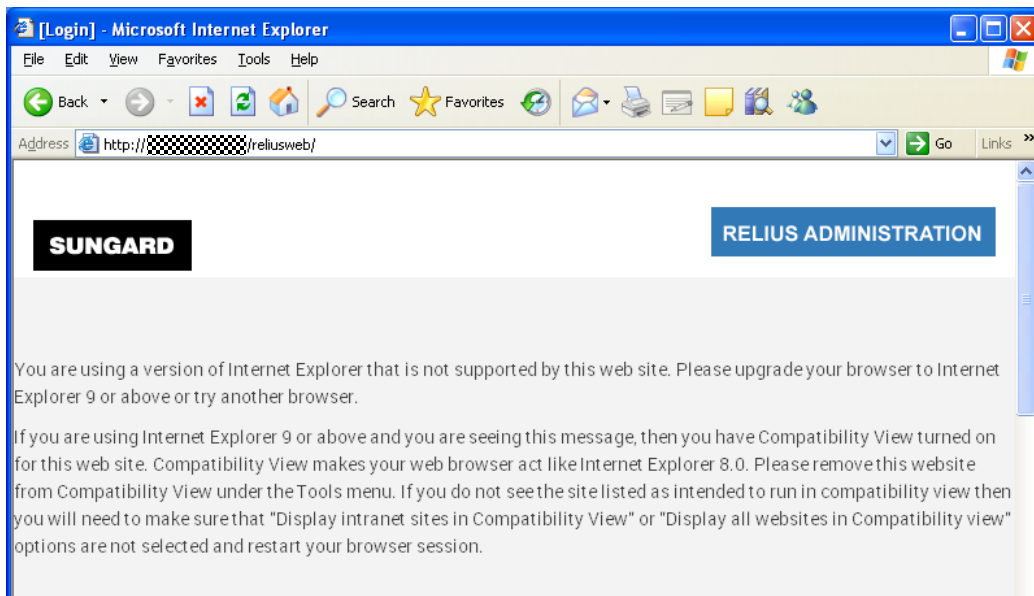 [Login] - Microsoft Internet Explorer
File Edit View Favorites Tools Help
Back Search Favorites
Address http:// /reliusweb/ Go Links »
SUNGARD
RELIUS ADMINISTRATION
You are using a version of Internet Explorer that is not supported by this web site. Please upgrade your browser to Internet
Explorer 9 or above or try another browser.
If you are using Internet Explorer 9 or above and you are seeing this message, then you have Compatibility View turned on
for this web site. Compatibility View makes your web browser act like Internet Explorer 8.0. Please remove this website
from Compatibility View under the Tools menu. If you do not see the site listed as intended to run in compatibility view then
you will need to make sure that "Display intranet sites in Compatibility View" or "Display all websites in Compatibility view"
options are not selected and restart your browser session.